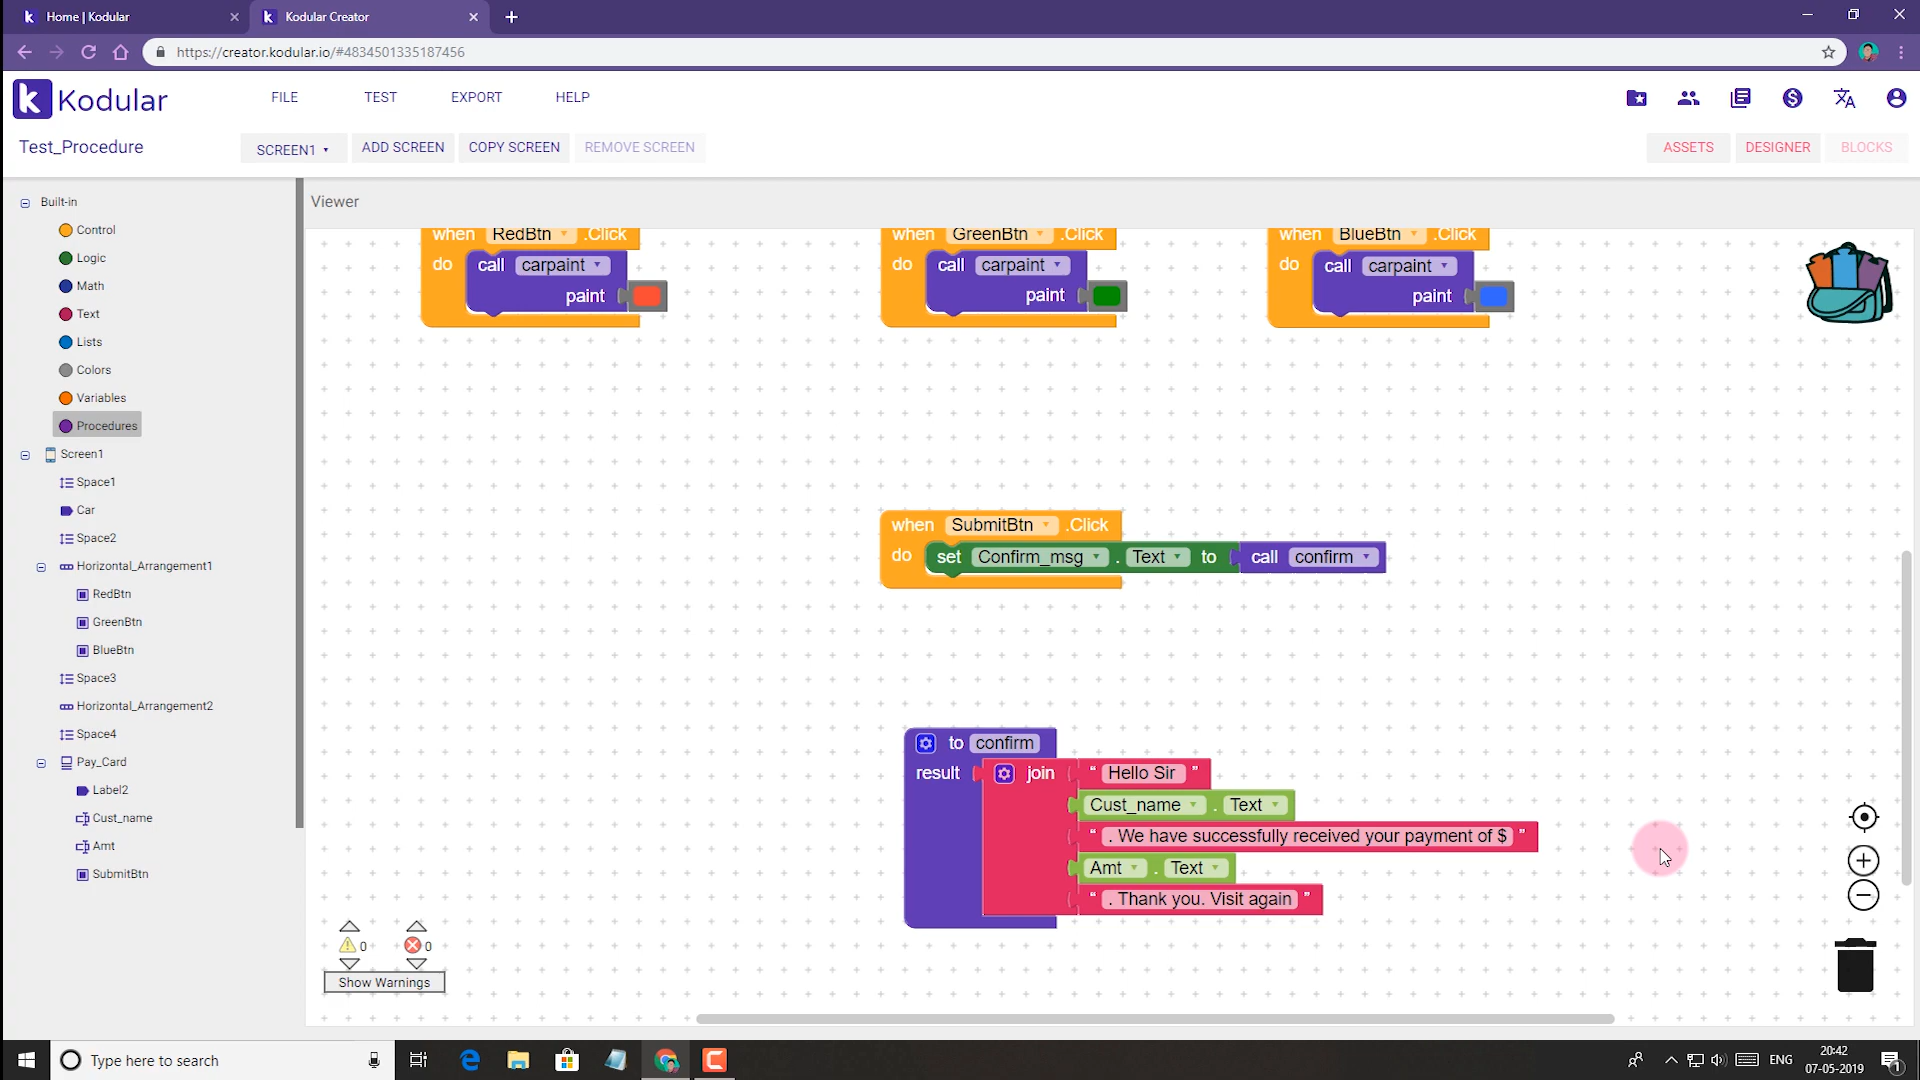 Home | Kodular
Kodular Creator
https://creator.kodular.io/#4834501335187456
Kodular
FILE
TEST
EXPORT
HELP
Test_Procedure
SCREEN1
ADD SCREEN
COPY SCREEN
REMOVE SCREEN
ASSETS
DESIGNER
BLOCKS
Built-in
Control
Logic
Math
Text
Lists
Colors
Variables
Procedures
Screen1
Space1
Car
Space2
Horizontal_Arrangement1
RedBtn
GreenBtn
BlueBtn
Space3
Horizontal_Arrangement2
Space4
Pay_Card
Label2
Cust_name
Amt
SubmitBtn
Viewer
when RedBtn .Click
do call carpaint
paint
when GreenBtn .Click
do call carpaint
paint
when BlueBtn .Click
do call carpaint
paint
when SubmitBtn .Click
do set Confirm_msg . Text to call confirm
to confirm
result join " Hello Sir "
Cust_name . Text
" . We have successfully received your payment of $ "
Amt . Text
" . Thank you. Visit again "
0 0
Show Warnings
Type here to search
ENG
20:42
07-05-2019
1